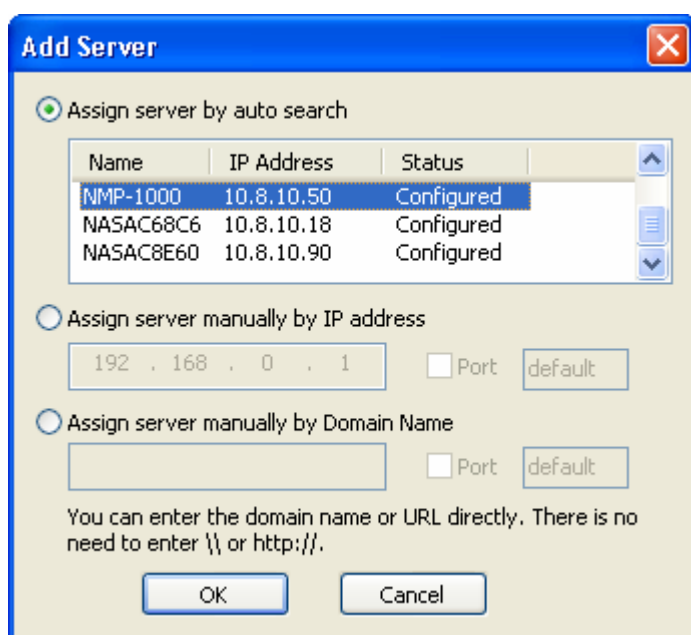 Add Server
Assign server by auto search
Name IP Address Status
NMP-1000 10.8.10.50 Configured
NASAC68C6 10.8.10.18 Configured
NASAC8E60 10.8.10.90 Configured
Assign server manually by IP address
192 . 168 . 0 . 1 Port default
Assign server manually by Domain Name
Port default
You can enter the domain name or URL directly. There is no
need to enter \\ or http://.
OK Cancel